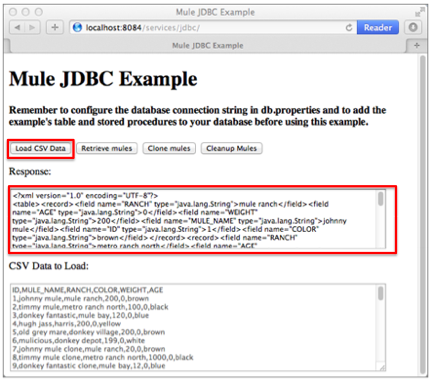 Mule JDBC Example
localhost:8084/services/jdbc/
Reader
Mule JDBC Example
Mule JDBC Example
Remember to configure the database connection string in db.properties and to add the
example's table and stored procedures to your database before using this example.
Load CSV Data Retrieve mules Clone mules Cleanup Mules
Response:
<?xml version="1.0" encoding="UTF-8"?>
<table><record><field name="RANCH" type="java.lang.String">mule ranch</field><field
name="AGE" type="java.lang.String">0</field><field name="WEIGHT"
type="java.lang.String">200</field><field name="MULE_NAME" type="java.lang.String">johnny
mule</field><field name="ID" type="java.lang.String">1</field><field name="COLOR"
type="java.lang.String">brown</field></record><record><field name="RANCH"
type="java.lang.String">metro ranch north</field><field name="AGE"
CSV Data to Load:
ID,MULE_NAME,RANCH,COLOR,WEIGHT,AGE
1,johnny mule,mule ranch,200,0,brown
2,timmy mule,metro ranch north,100,0,black
3,donkey fantastic,mule bay,120,0,blue
4,hugh jass,harris,200,0,yellow
5,old grey mare,donkey village,200,0,brown
6,mulicious,donkey depot,199,0,white
7,johnny mule clone,mule ranch,20,0,brown
8,timmy mule clone,metro ranch north,1000,0,black
9,donkey fantastic clone,mule bay,12,0,blue